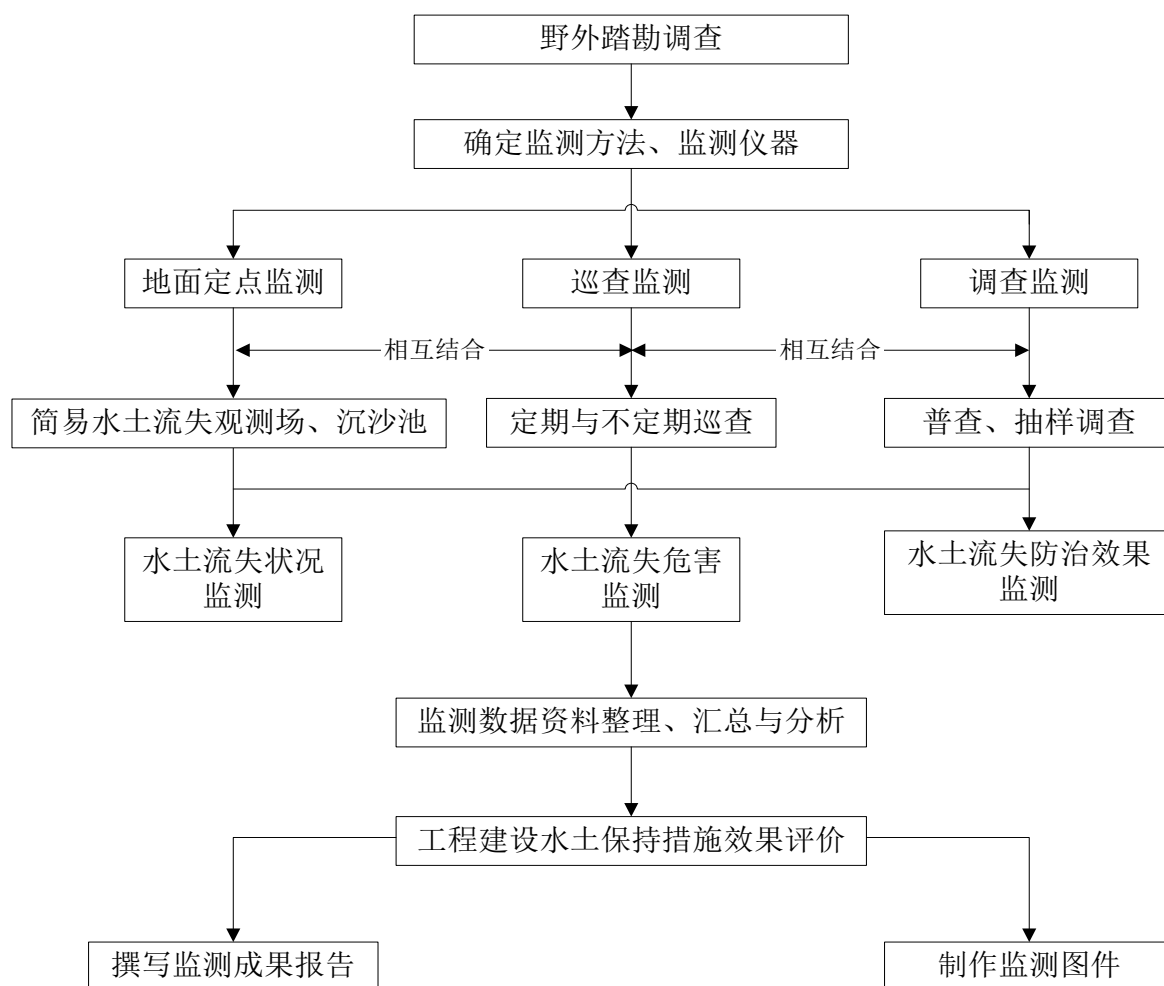 野外踏勘调查
确定监测方法、监测仪器
地面定点监测
巡查监测
调查监测
相互结合
相互结合
简易水土流失观测场、沉沙池
定期与不定期巡查
普查、抽样调查
水土流失状况
监测
水土流失危害
监测
水土流失防治效果
监测
监测数据资料整理、汇总与分析
工程建设水土保持措施效果评价
撰写监测成果报告
制作监测图件